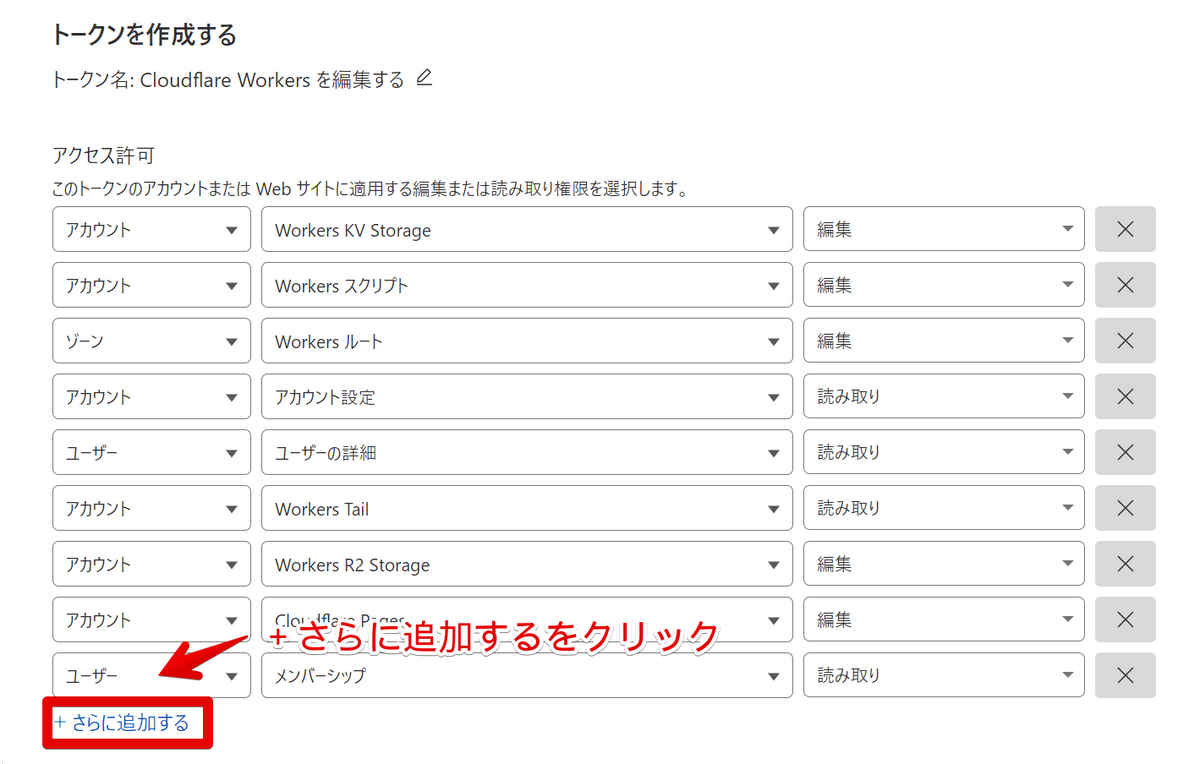 トークンを作成する
トークン名: Cloudflare Workers を編集する
アクセス許可
このトークンのアカウントまたは Web サイトに適用する編集または読み取り権限を選択します。
アカウント Workers KV Storage 編集
アカウント Workers スクリプト 編集
ゾーン Workers ルート 編集
アカウント アカウント設定 読み取り
ユーザー ユーザーの詳細 読み取り
アカウント Workers Tail 読み取り
アカウント Workers R2 Storage 編集
アカウント Cloudflare Pages 編集
+ さらに追加するをクリック
ユーザー メンバーシップ 読み取り
+ さらに追加する